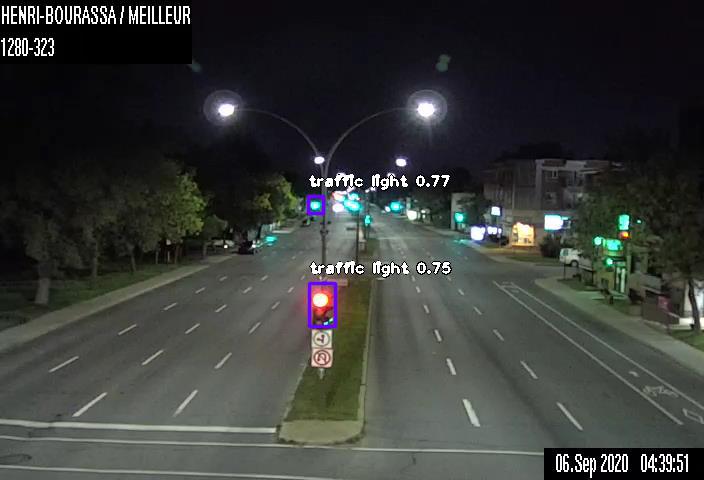 HENRI-BOURASSA / MEILLEUR
1280-323
traffic light 0.77
traffic light 0.75
06.Sep 2020 04:39:51